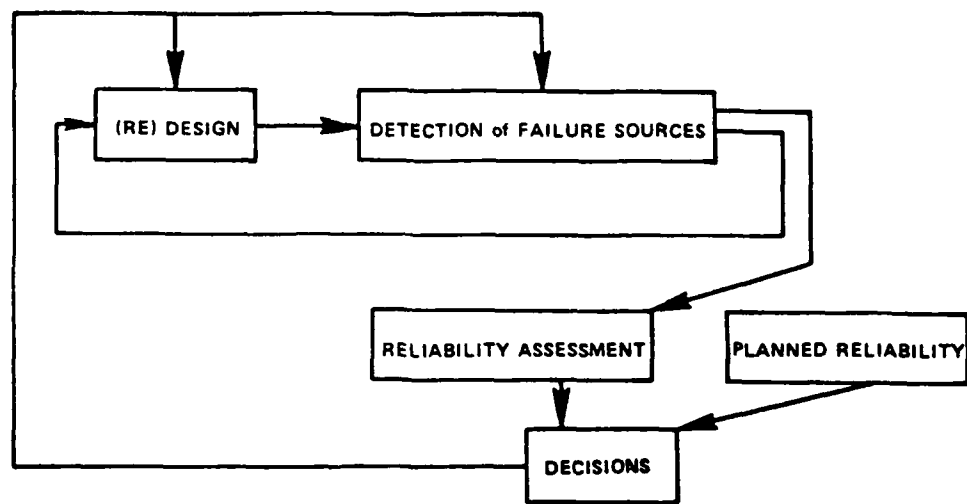 (RE) DESIGN
DETECTION of FAILURE SOURCES
RELIABILITY ASSESSMENT
PLANNED RELIABILITY
DECISIONS